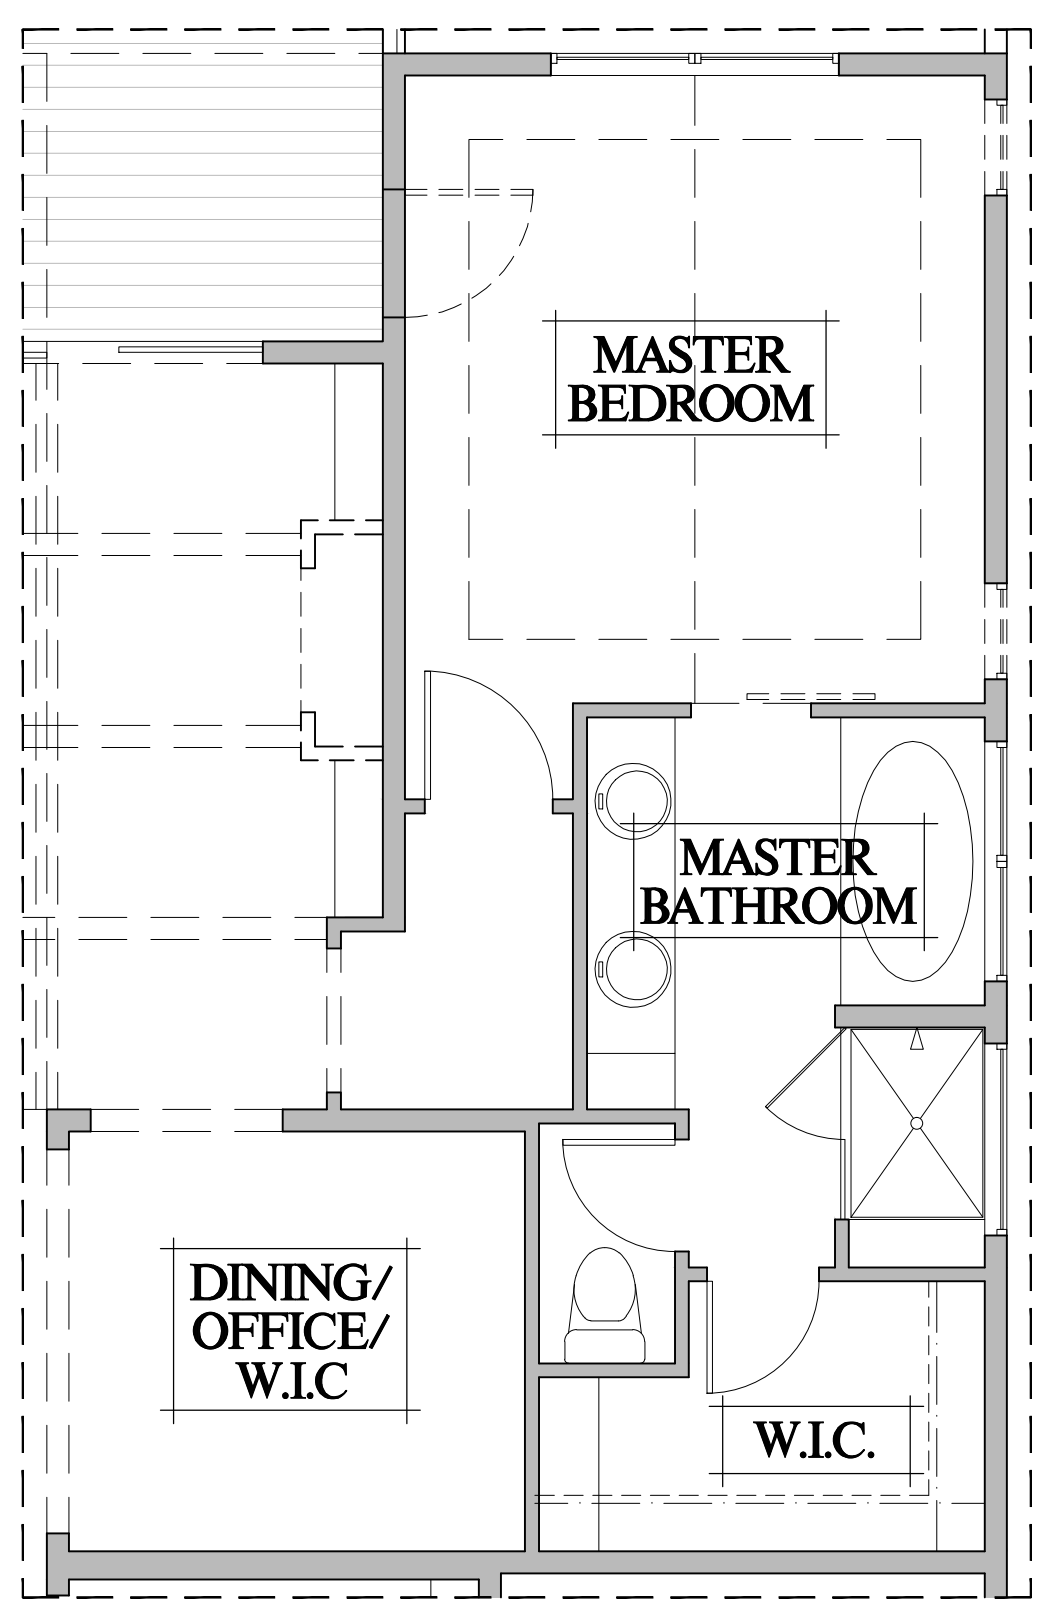 MASTER
BEDROOM
MASTER
BATHROOM
DINING/
OFFICE/
W.I.C
W.I.C.